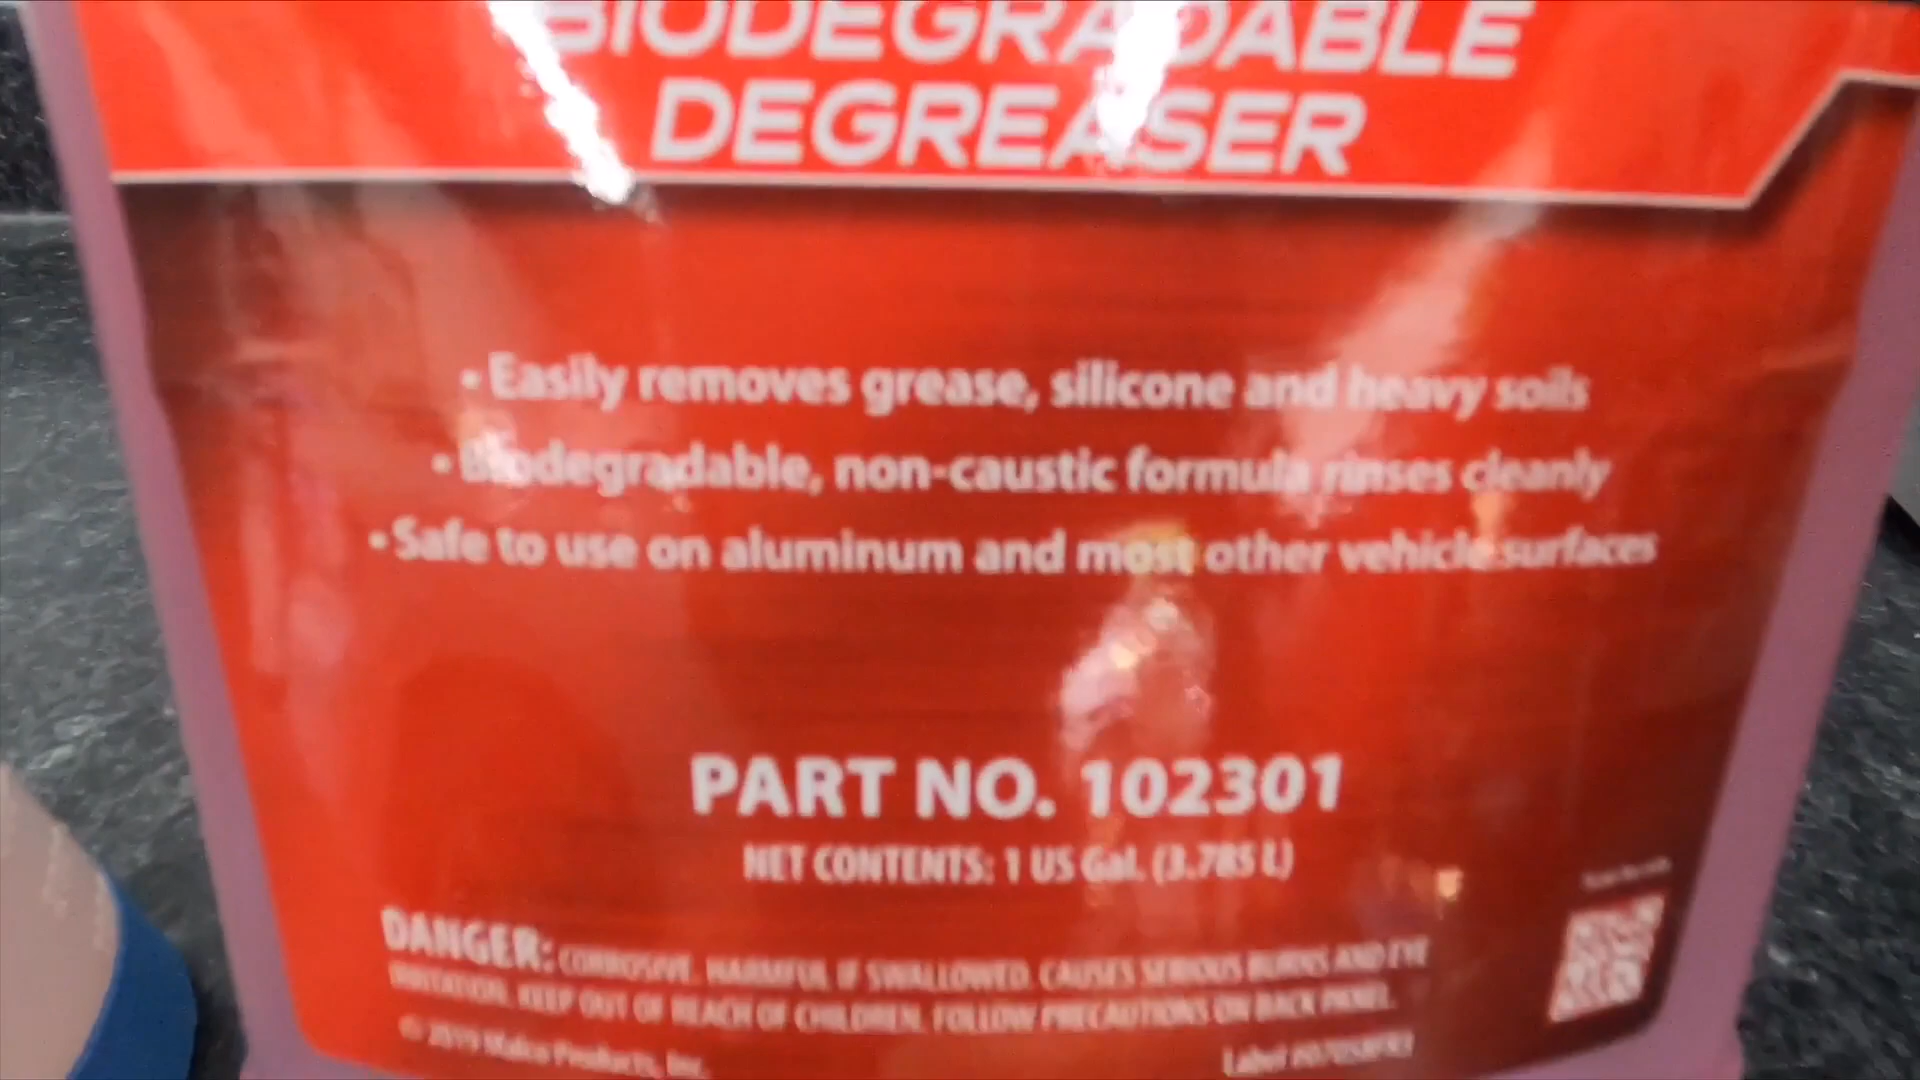 BIODEGRADABLE
DEGREASER
• Easily removes grease, silicone and heavy soils
• Biodegradable, non-caustic formula rinses cleanly
• Safe to use on aluminum and most other vehicle surfaces
PART NO. 102301
NET CONTENTS: 1 US Gal. (3.785 L)
DANGER: CORROSIVE. HARMFUL IF SWALLOWED. CAUSES SERIOUS BURNS AND EYE
IRRITATION. KEEP OUT OF REACH OF CHILDREN. FOLLOW PRECAUTIONS ON BACK PANEL.
© 2019 Malco Products, Inc.
Label